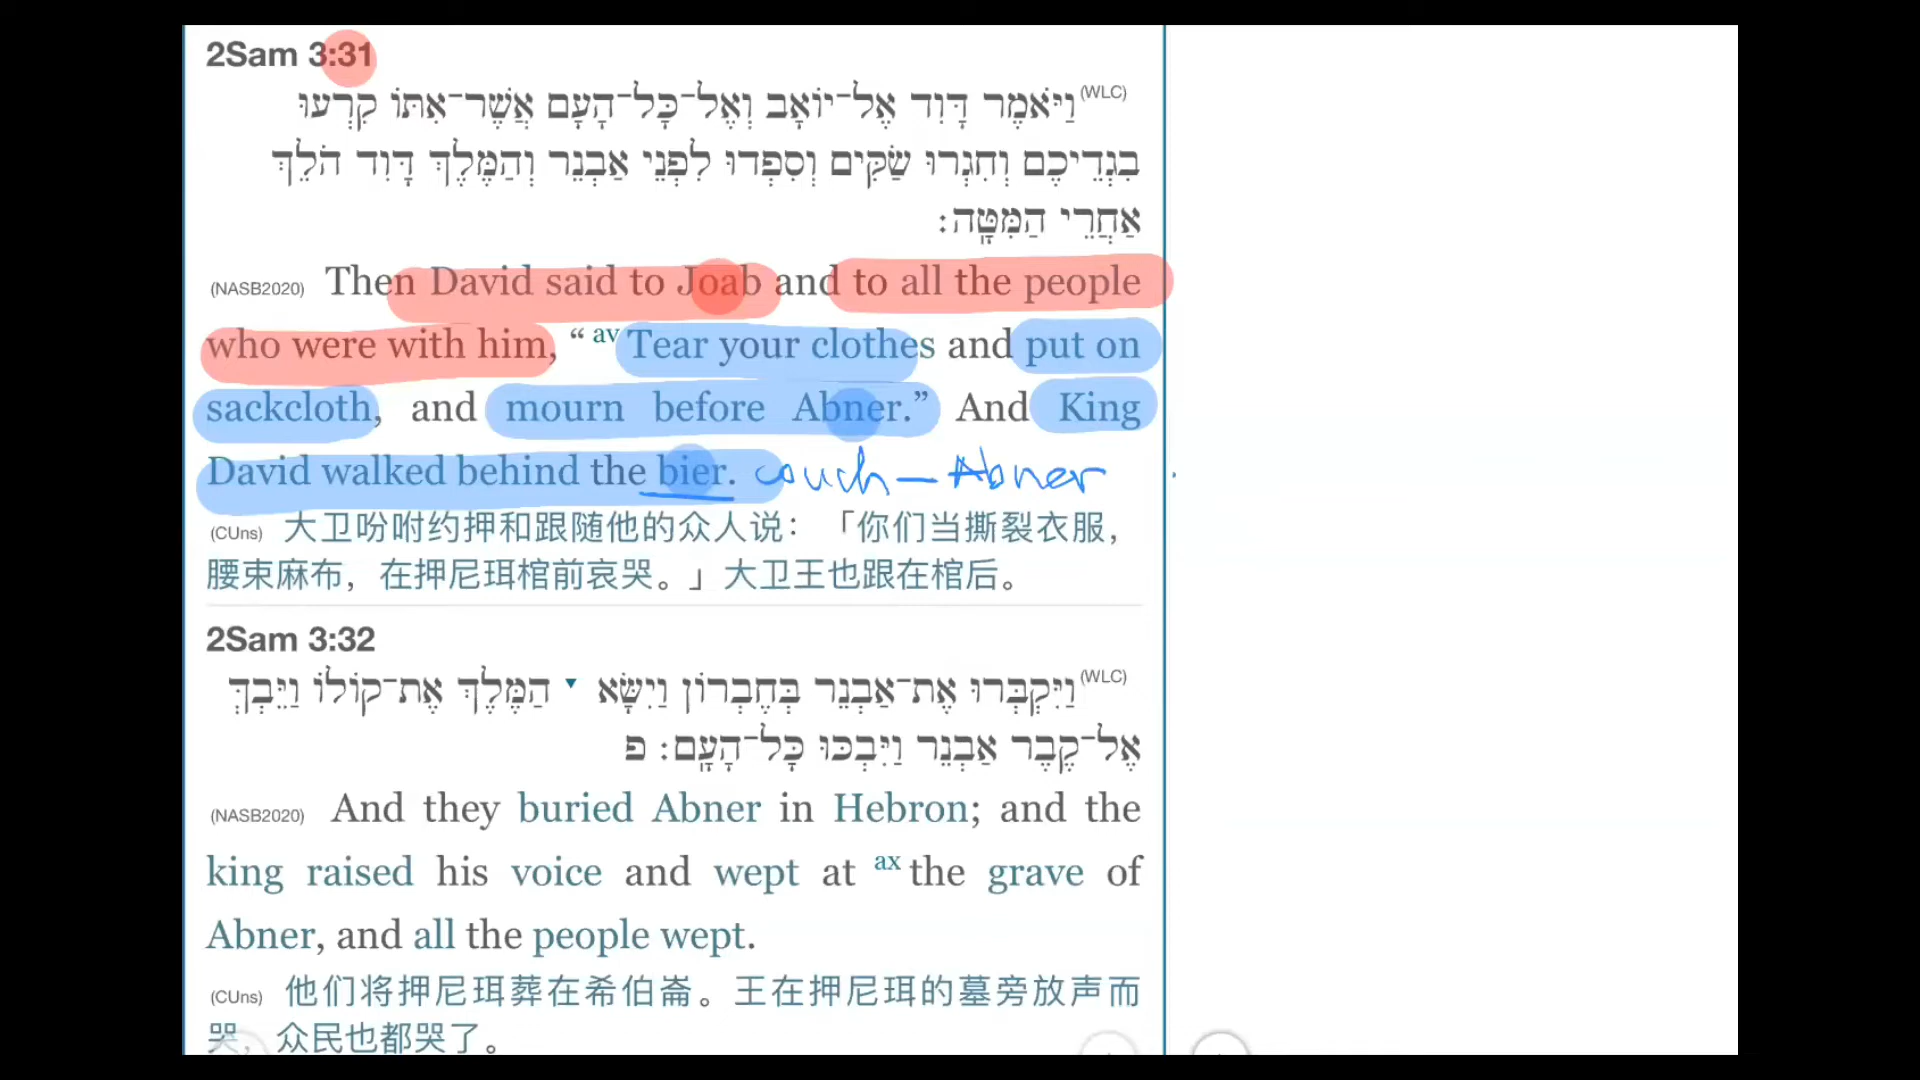 2Sam 3:31
(WLC) וַיֹּאמֶר דָּוִד אֶל־יוֹאָב וְאֶל־כָּל־הָעָם אֲשֶׁר־אִתּוֹ קִרְעוּ
בִגְדֵיכֶם וְחִגְרוּ שַׂקִּים וְסִפְדוּ לִפְנֵי אַבְנֵר וְהַמֶּלֶךְ דָּוִד הֹלֵךְ
אַחֲרֵי הַמִּטָּה׃
(NASB2020) Then David said to Joab and to all the people
who were with him, “ av Tear your clothes and put on
sackcloth, and mourn before Abner.” And King
David walked behind the bier. couch – Abner
(CUns) 大卫吩咐约押和跟随他的众人说：「你们当撕裂衣服，
腰束麻布，在押尼珥棺前哀哭。」大卫王也跟在棺后。
2Sam 3:32
(WLC) וַיִּקְבְּרוּ אֶת־אַבְנֵר בְּחֶבְרוֹן וַיִשָּׂא ▾ הַמֶּלֶךְ אֶת־קוֹלוֹ וַיֵּבְךְּ
אֶל־קֶבֶר אַבְנֵר וַיִּבְכּוּ כָּל־הָעָם׃ פ
(NASB2020) And they buried Abner in Hebron; and the
king raised his voice and wept at ax the grave of
Abner, and all the people wept.
(CUns) 他们将押尼珥葬在希伯崙。王在押尼珥的墓旁放声而
哭，众民也都哭了。